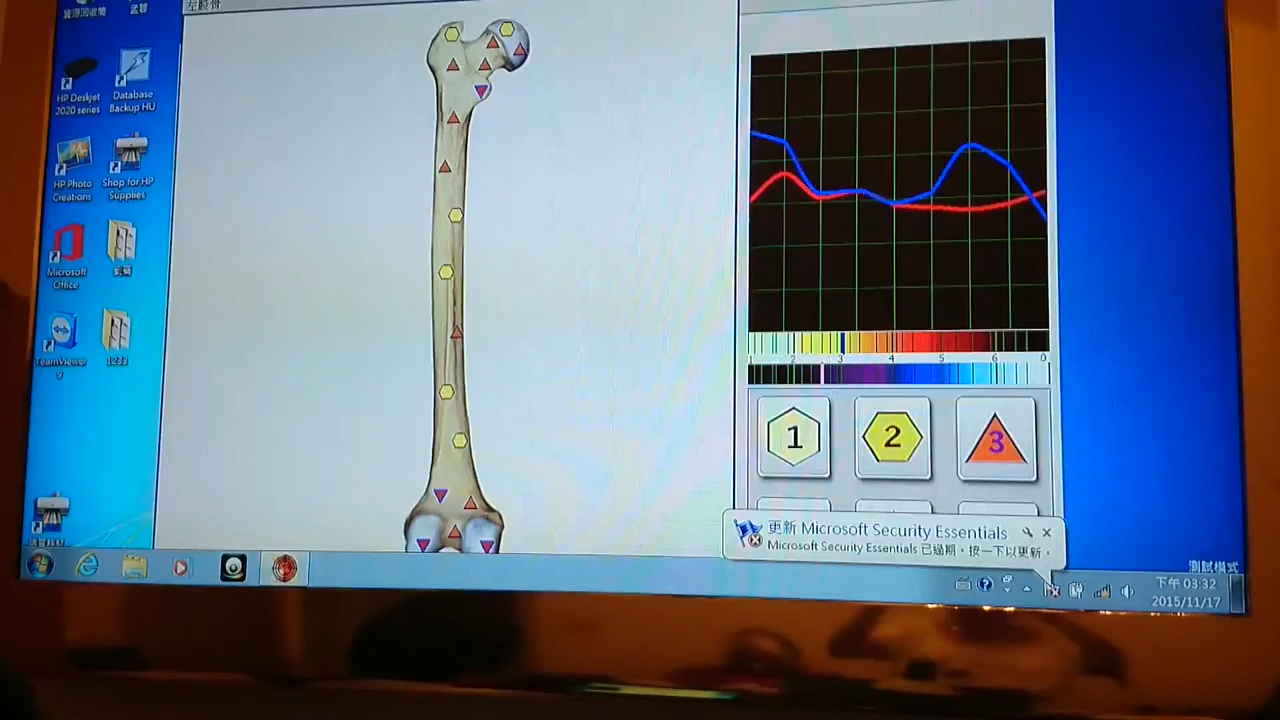 資源回收筒
孟蓉
左腿骨
HP Deskjet
2020 series
Database
Backup HU
HP Photo
Creations
Shop for HP
Supplies
Microsoft
Office
TeamViewer
9
1233
1 2 3 4 5 6 0
1
2
3
更新 Microsoft Security Essentials
Microsoft Security Essentials 已過期。按一下以更新。
測試模式
下午 03:32
2015/11/17